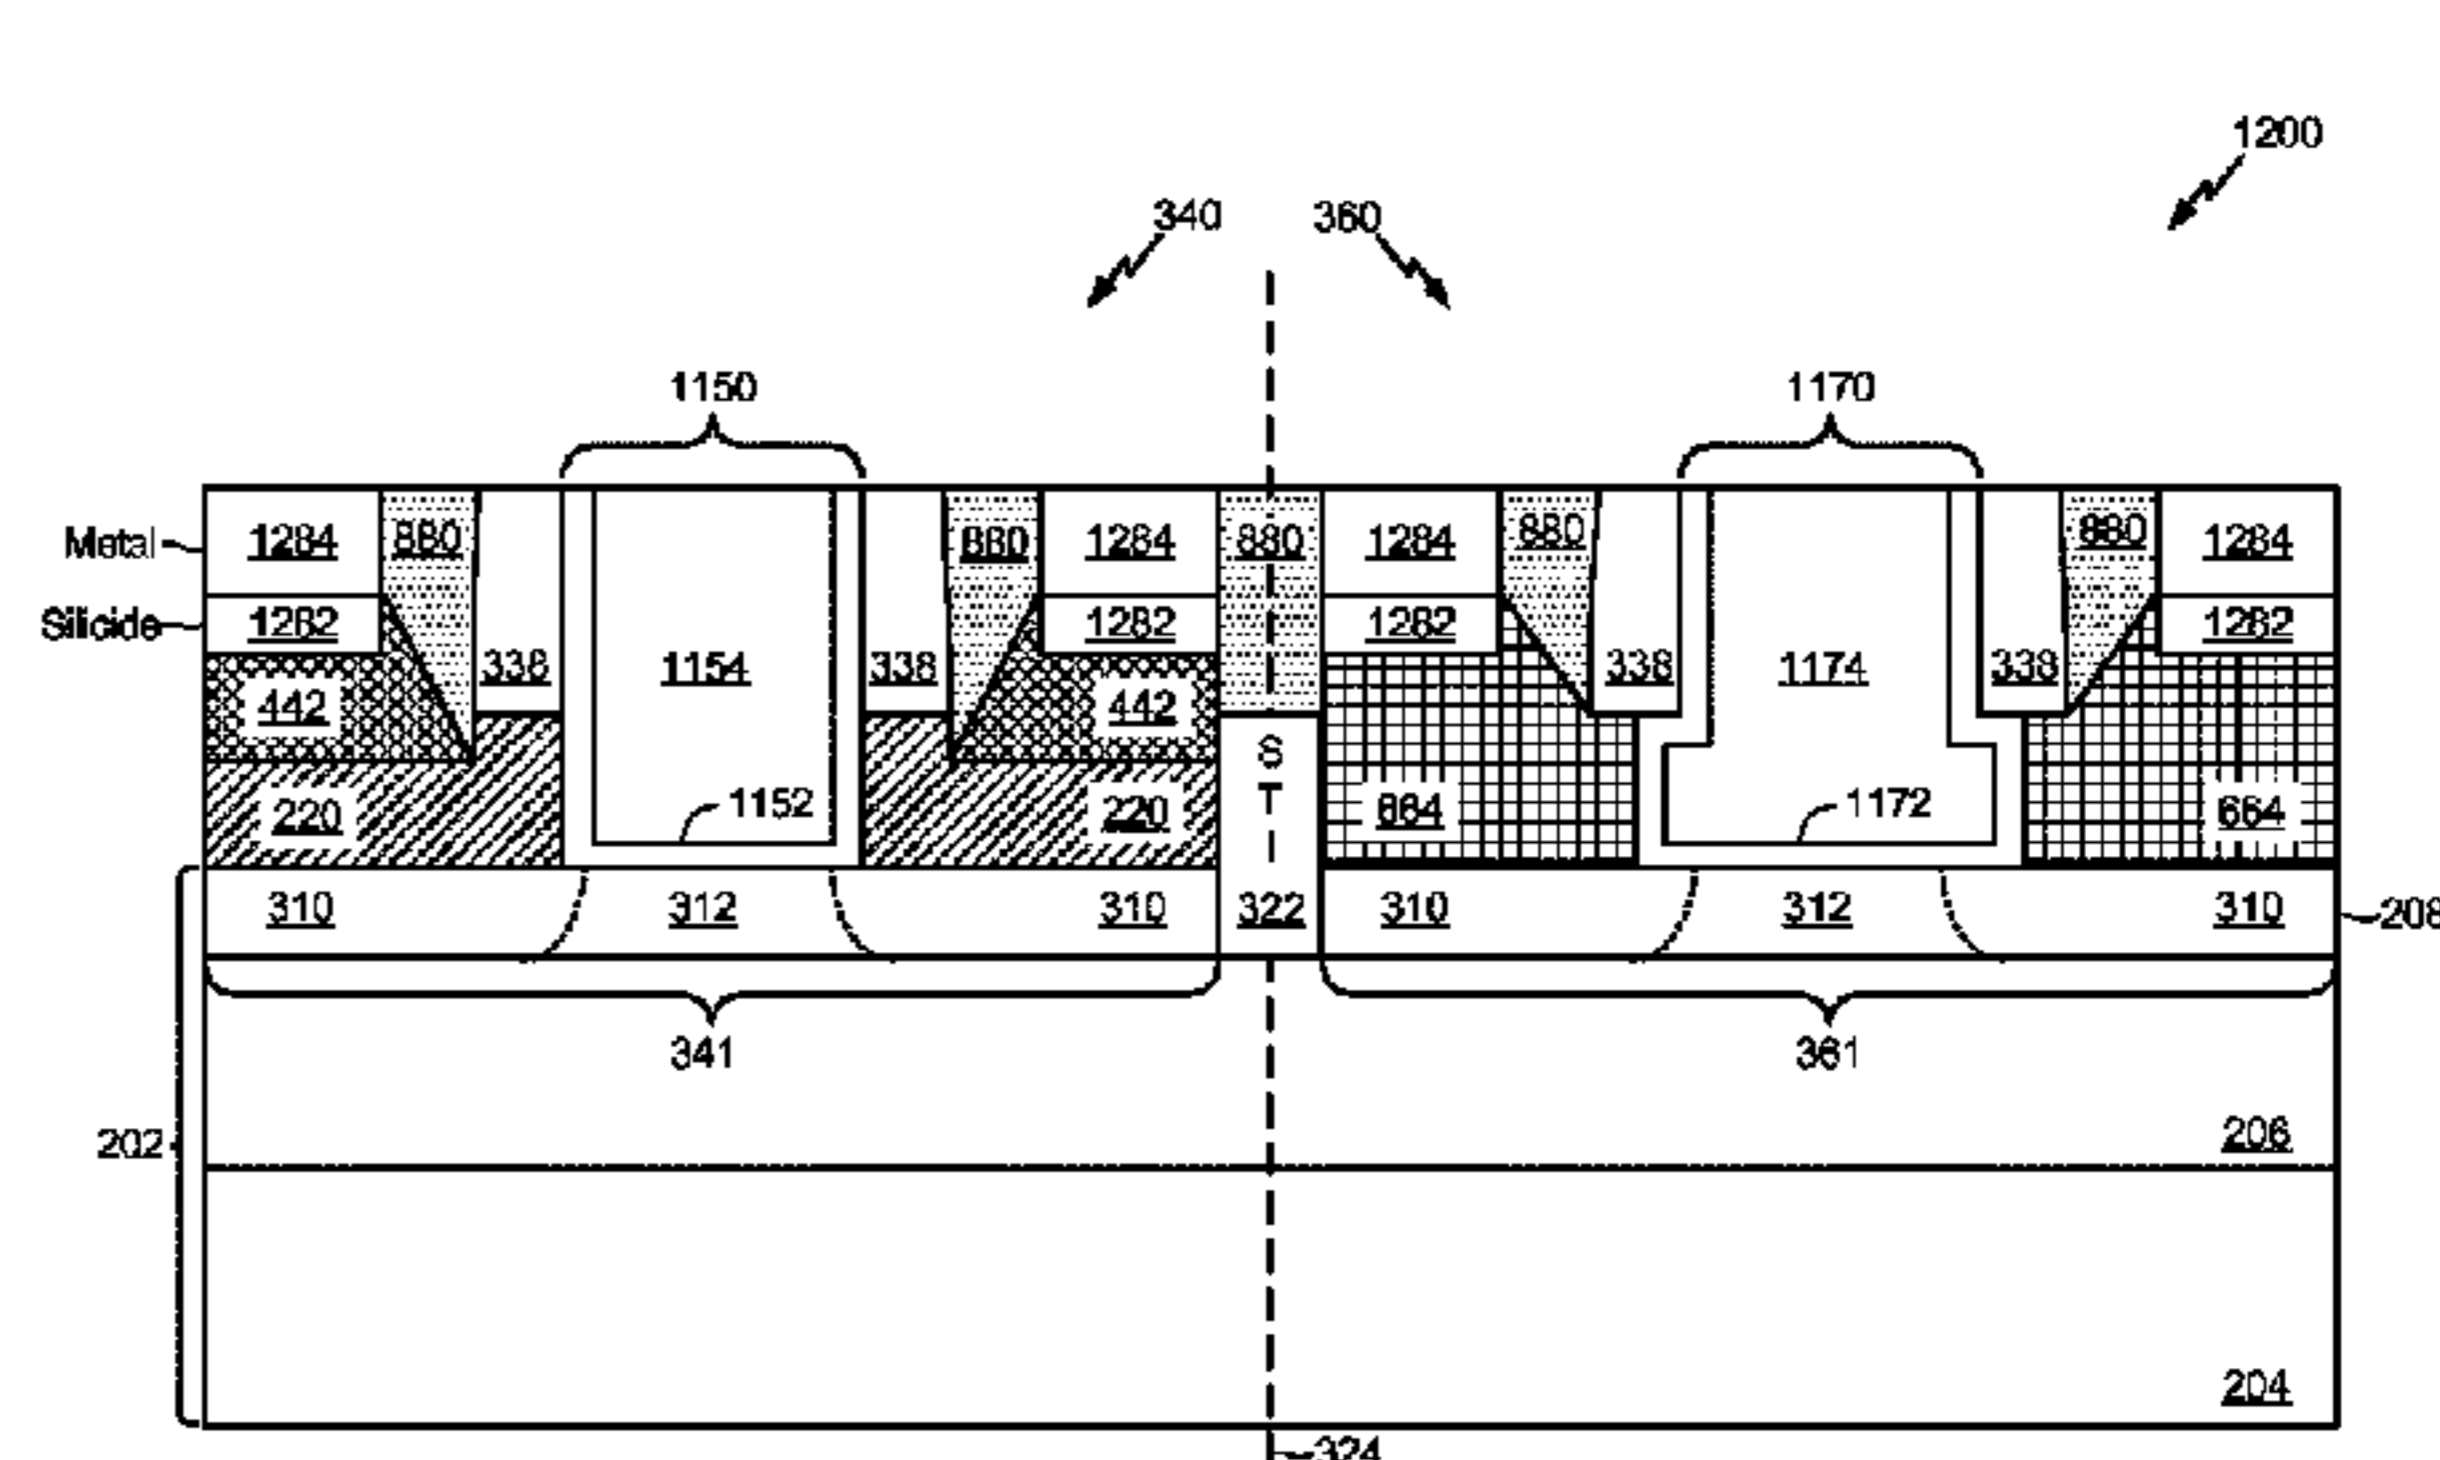 1200
340 360
1150 1170
Metal 1284 880 880 1284 880 1284 880 880 1284
Silicide 1282 338 1154 338 1282 1282 338 1174 338 1282
442 442
S
T
I
220 1152 220 664 1172 664
310 312 310 322 310 312 310 208
341 361
202 206
204
324